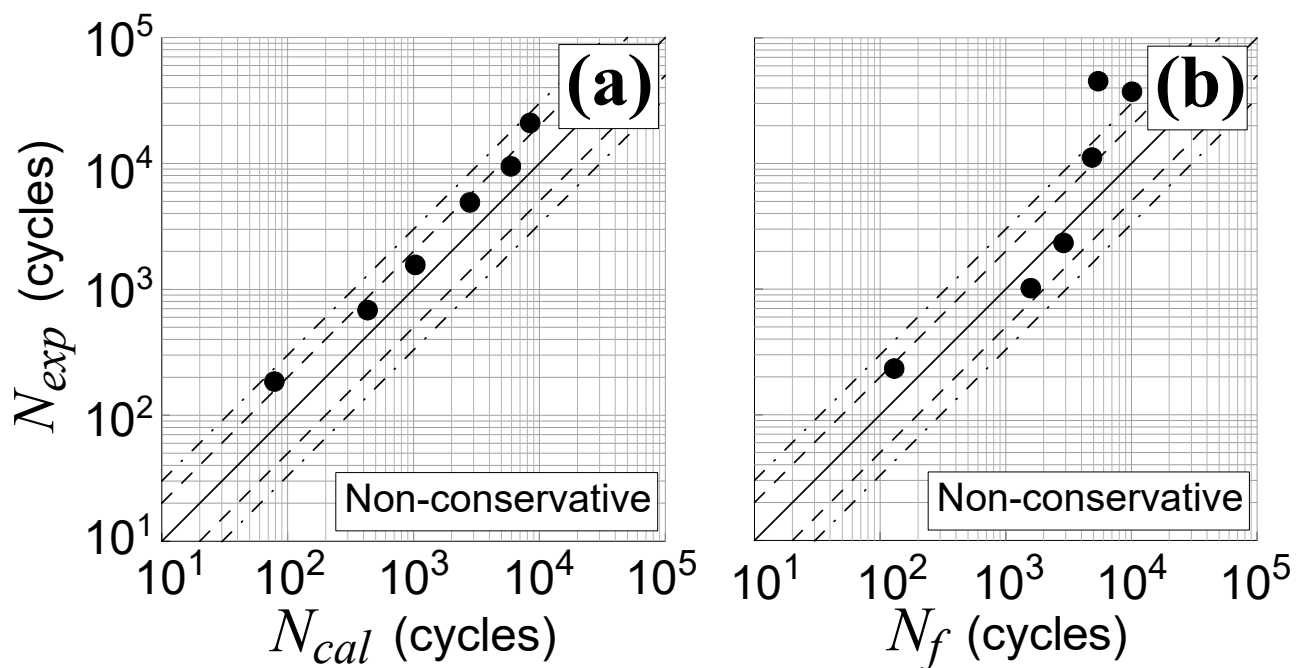 10^5
10^4
10^3
10^2
10^1
N_exp (cycles)
(a)
Non-conservative
10^1 10^2 10^3 10^4 10^5
N_cal (cycles)
(b)
Non-conservative
10^1 10^2 10^3 10^4 10^5
N_f (cycles)